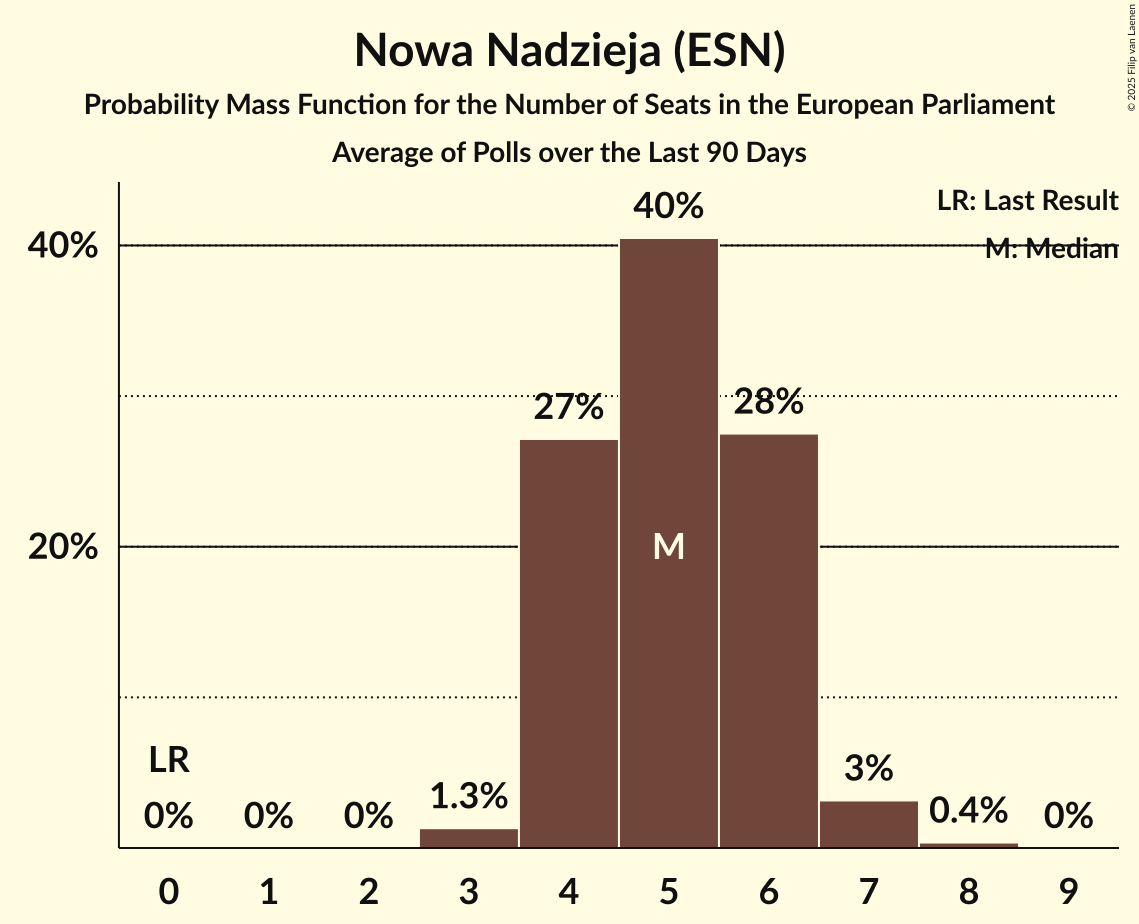 Nowa Nadzieja (ESN)
Probability Mass Function for the Number of Seats in the European Parliament
Average of Polls over the Last 90 Days
© 2025 Filip van Laenen
LR: Last Result
M: Median
40%
20%
LR
0%
0%
0%
1.3%
27%
40%
M
28%
3%
0.4%
0%
0 1 2 3 4 5 6 7 8 9